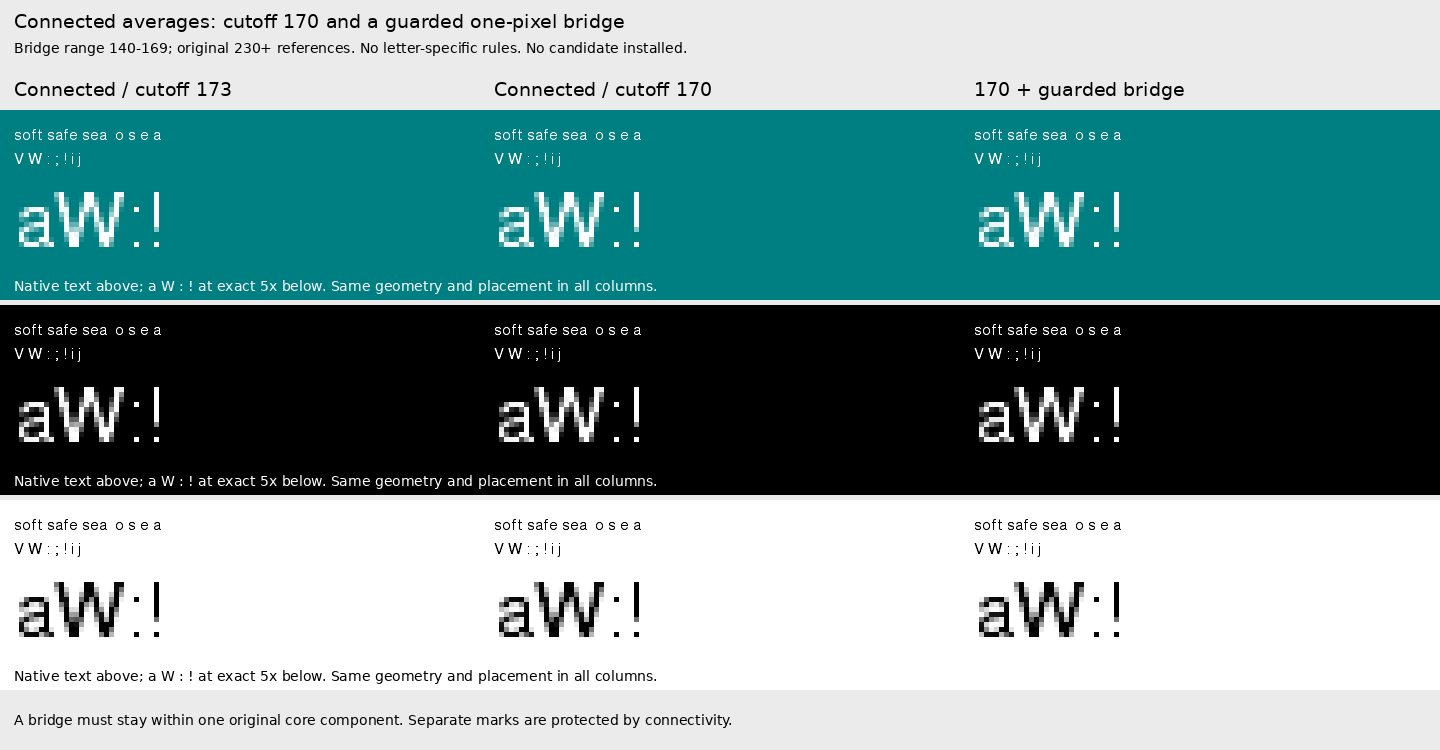 Connected averages: cutoff 170 and a guarded one-pixel bridge
Bridge range 140-169; original 230+ references. No letter-specific rules. No candidate installed.
Connected / cutoff 173 Connected / cutoff 170 170 + guarded bridge
soft safe sea o s e a soft safe sea o s e a soft safe sea o s e a
V W : ; ! i j V W : ; ! i j V W : ; ! i j
aW:! aW:! aW:!
Native text above; a W : ! at exact 5x below. Same geometry and placement in all columns.
soft safe sea o s e a soft safe sea o s e a soft safe sea o s e a
V W : ; ! i j V W : ; ! i j V W : ; ! i j
aW:! aW:! aW:!
Native text above; a W : ! at exact 5x below. Same geometry and placement in all columns.
soft safe sea o s e a soft safe sea o s e a soft safe sea o s e a
V W : ; ! i j V W : ; ! i j V W : ; ! i j
aW:! aW:! aW:!
Native text above; a W : ! at exact 5x below. Same geometry and placement in all columns.
A bridge must stay within one original core component. Separate marks are protected by connectivity.